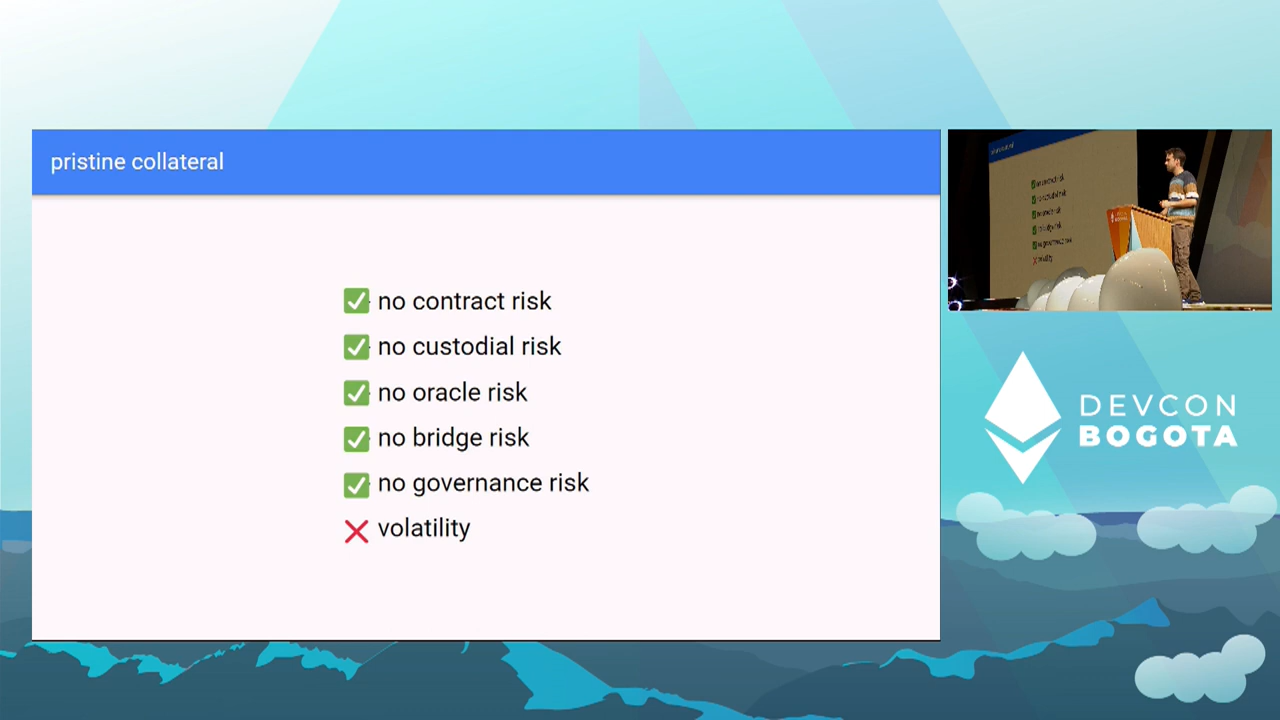 pristine collateral
✅ no contract risk
✅ no custodial risk
✅ no oracle risk
✅ no bridge risk
✅ no governance risk
❌ volatility
DEVCON
BOGOTA